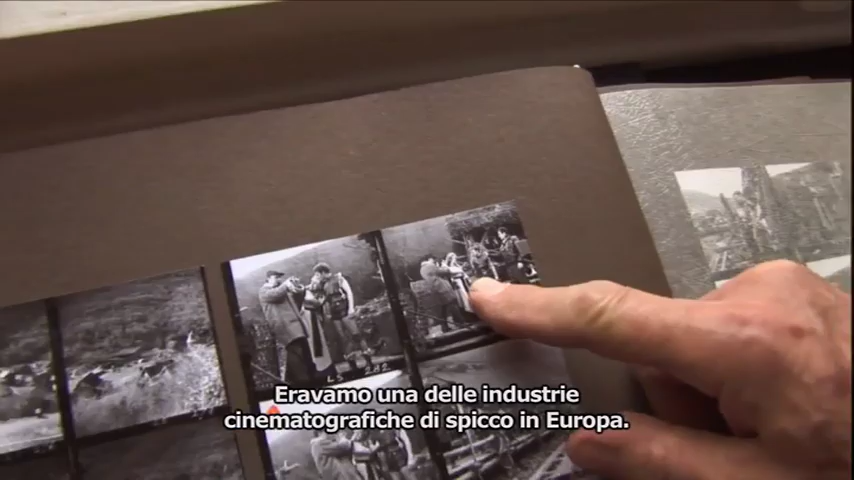 Eravamo una delle industrie
cinematografiche di spicco in Europa.